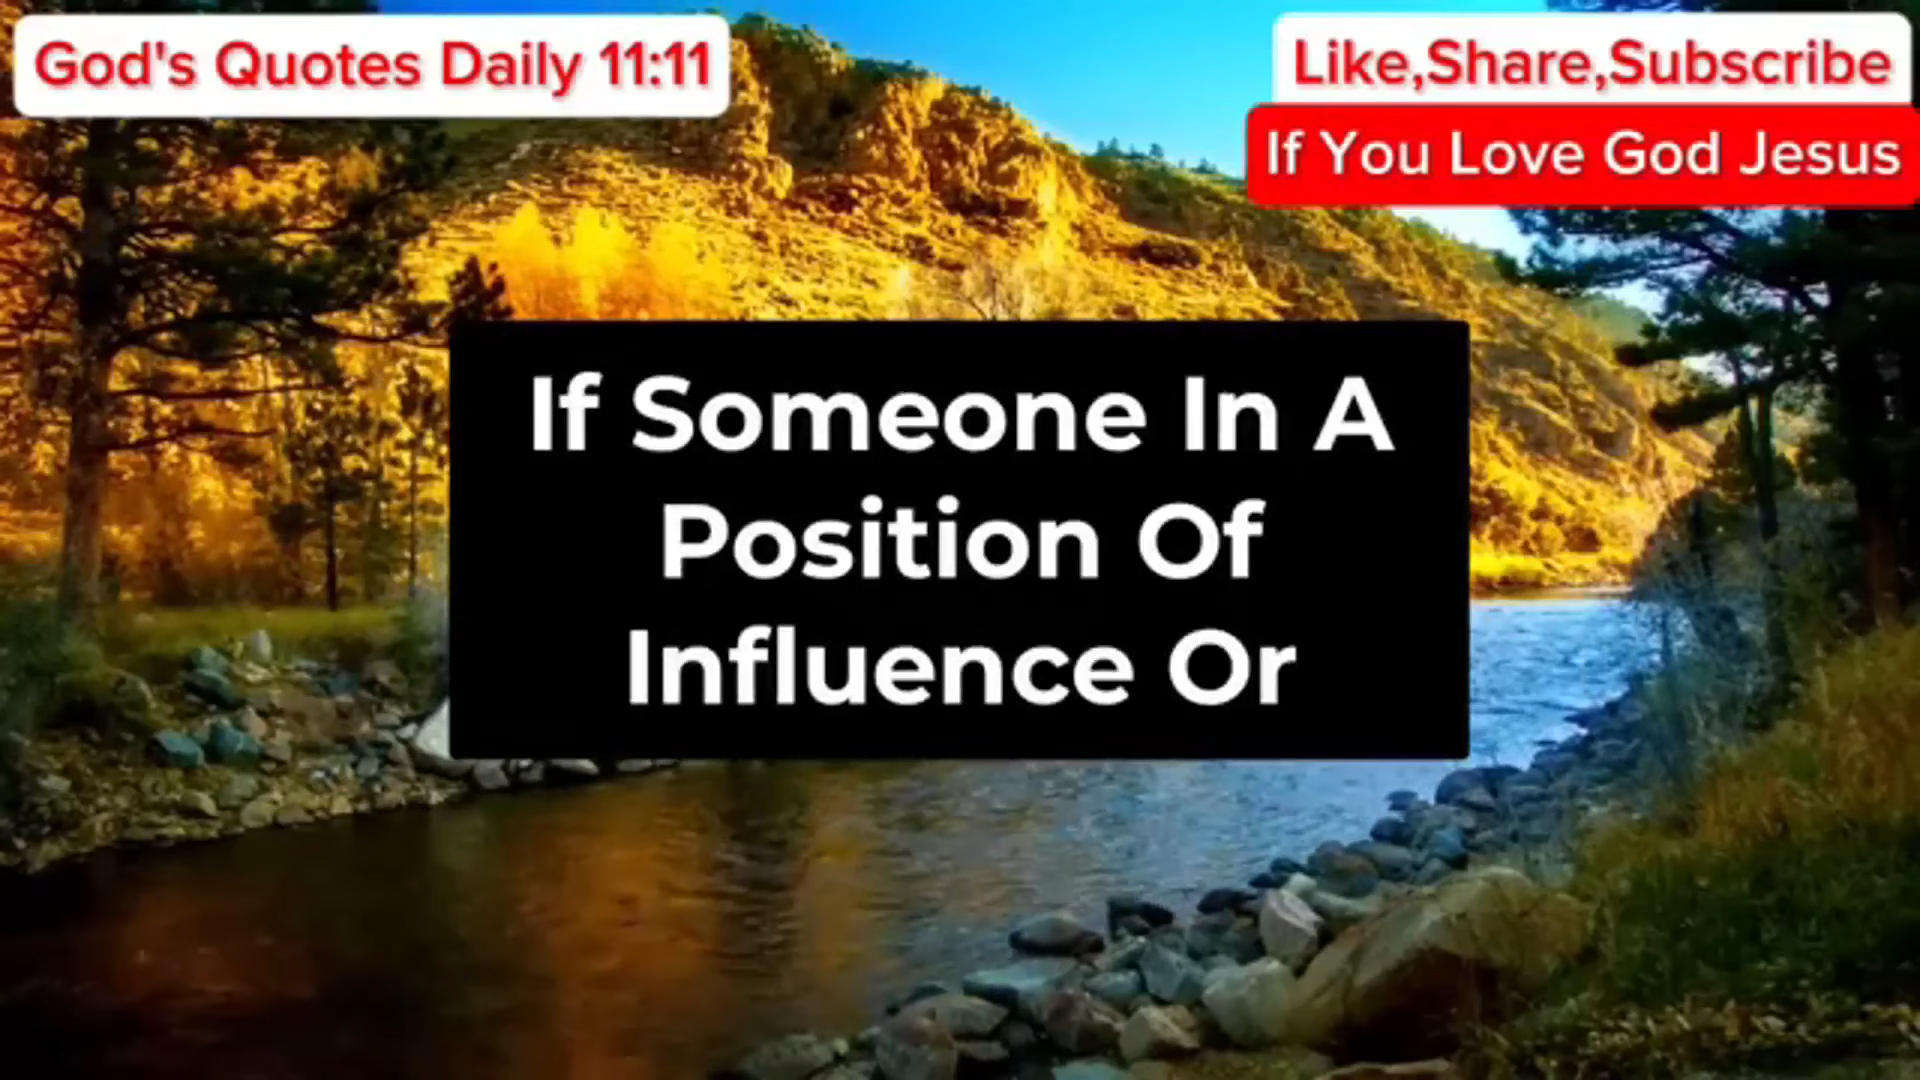 God's Quotes Daily 11:11
Like,Share,Subscribe
If You Love God Jesus
If Someone In A
Position Of
Influence Or